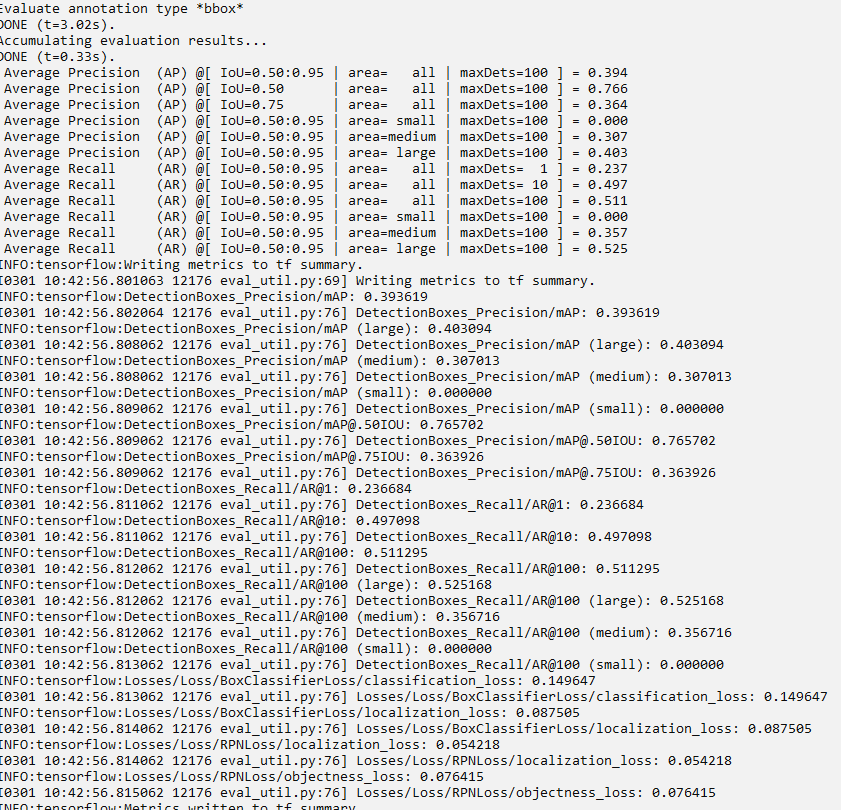 Evaluate annotation type *bbox*
DONE (t=3.02s).
Accumulating evaluation results...
DONE (t=0.33s).
Average Precision  (AP) @[ IoU=0.50:0.95 | area=   all | maxDets=100 ] = 0.394
Average Precision  (AP) @[ IoU=0.50      | area=   all | maxDets=100 ] = 0.766
Average Precision  (AP) @[ IoU=0.75      | area=   all | maxDets=100 ] = 0.364
Average Precision  (AP) @[ IoU=0.50:0.95 | area= small | maxDets=100 ] = 0.000
Average Precision  (AP) @[ IoU=0.50:0.95 | area=medium | maxDets=100 ] = 0.307
Average Precision  (AP) @[ IoU=0.50:0.95 | area= large | maxDets=100 ] = 0.403
Average Recall     (AR) @[ IoU=0.50:0.95 | area=   all | maxDets=  1 ] = 0.237
Average Recall     (AR) @[ IoU=0.50:0.95 | area=   all | maxDets= 10 ] = 0.497
Average Recall     (AR) @[ IoU=0.50:0.95 | area=   all | maxDets=100 ] = 0.511
Average Recall     (AR) @[ IoU=0.50:0.95 | area= small | maxDets=100 ] = 0.000
Average Recall     (AR) @[ IoU=0.50:0.95 | area=medium | maxDets=100 ] = 0.357
Average Recall     (AR) @[ IoU=0.50:0.95 | area= large | maxDets=100 ] = 0.525
INFO:tensorflow:Writing metrics to tf summary.
I0301 10:42:56.801063 12176 eval_util.py:69] Writing metrics to tf summary.
INFO:tensorflow:DetectionBoxes_Precision/mAP: 0.393619
I0301 10:42:56.802064 12176 eval_util.py:76] DetectionBoxes_Precision/mAP: 0.393619
INFO:tensorflow:DetectionBoxes_Precision/mAP (large): 0.403094
I0301 10:42:56.808062 12176 eval_util.py:76] DetectionBoxes_Precision/mAP (large): 0.403094
INFO:tensorflow:DetectionBoxes_Precision/mAP (medium): 0.307013
I0301 10:42:56.808062 12176 eval_util.py:76] DetectionBoxes_Precision/mAP (medium): 0.307013
INFO:tensorflow:DetectionBoxes_Precision/mAP (small): 0.000000
I0301 10:42:56.809062 12176 eval_util.py:76] DetectionBoxes_Precision/mAP (small): 0.000000
INFO:tensorflow:DetectionBoxes_Precision/mAP@.50IOU: 0.765702
I0301 10:42:56.809062 12176 eval_util.py:76] DetectionBoxes_Precision/mAP@.50IOU: 0.765702
INFO:tensorflow:DetectionBoxes_Precision/mAP@.75IOU: 0.363926
I0301 10:42:56.809062 12176 eval_util.py:76] DetectionBoxes_Precision/mAP@.75IOU: 0.363926
INFO:tensorflow:DetectionBoxes_Recall/AR@1: 0.236684
I0301 10:42:56.811062 12176 eval_util.py:76] DetectionBoxes_Recall/AR@1: 0.236684
INFO:tensorflow:DetectionBoxes_Recall/AR@10: 0.497098
I0301 10:42:56.811062 12176 eval_util.py:76] DetectionBoxes_Recall/AR@10: 0.497098
INFO:tensorflow:DetectionBoxes_Recall/AR@100: 0.511295
I0301 10:42:56.812062 12176 eval_util.py:76] DetectionBoxes_Recall/AR@100: 0.511295
INFO:tensorflow:DetectionBoxes_Recall/AR@100 (large): 0.525168
I0301 10:42:56.812062 12176 eval_util.py:76] DetectionBoxes_Recall/AR@100 (large): 0.525168
INFO:tensorflow:DetectionBoxes_Recall/AR@100 (medium): 0.356716
I0301 10:42:56.812062 12176 eval_util.py:76] DetectionBoxes_Recall/AR@100 (medium): 0.356716
INFO:tensorflow:DetectionBoxes_Recall/AR@100 (small): 0.000000
I0301 10:42:56.813062 12176 eval_util.py:76] DetectionBoxes_Recall/AR@100 (small): 0.000000
INFO:tensorflow:Losses/Loss/BoxClassifierLoss/classification_loss: 0.149647
I0301 10:42:56.813062 12176 eval_util.py:76] Losses/Loss/BoxClassifierLoss/classification_loss: 0.149647
INFO:tensorflow:Losses/Loss/BoxClassifierLoss/localization_loss: 0.087505
I0301 10:42:56.814062 12176 eval_util.py:76] Losses/Loss/BoxClassifierLoss/localization_loss: 0.087505
INFO:tensorflow:Losses/Loss/RPNLoss/localization_loss: 0.054218
I0301 10:42:56.814062 12176 eval_util.py:76] Losses/Loss/RPNLoss/localization_loss: 0.054218
INFO:tensorflow:Losses/Loss/RPNLoss/objectness_loss: 0.076415
I0301 10:42:56.815062 12176 eval_util.py:76] Losses/Loss/RPNLoss/objectness_loss: 0.076415
INFO:tensorflow:Metrics written to tf summary.